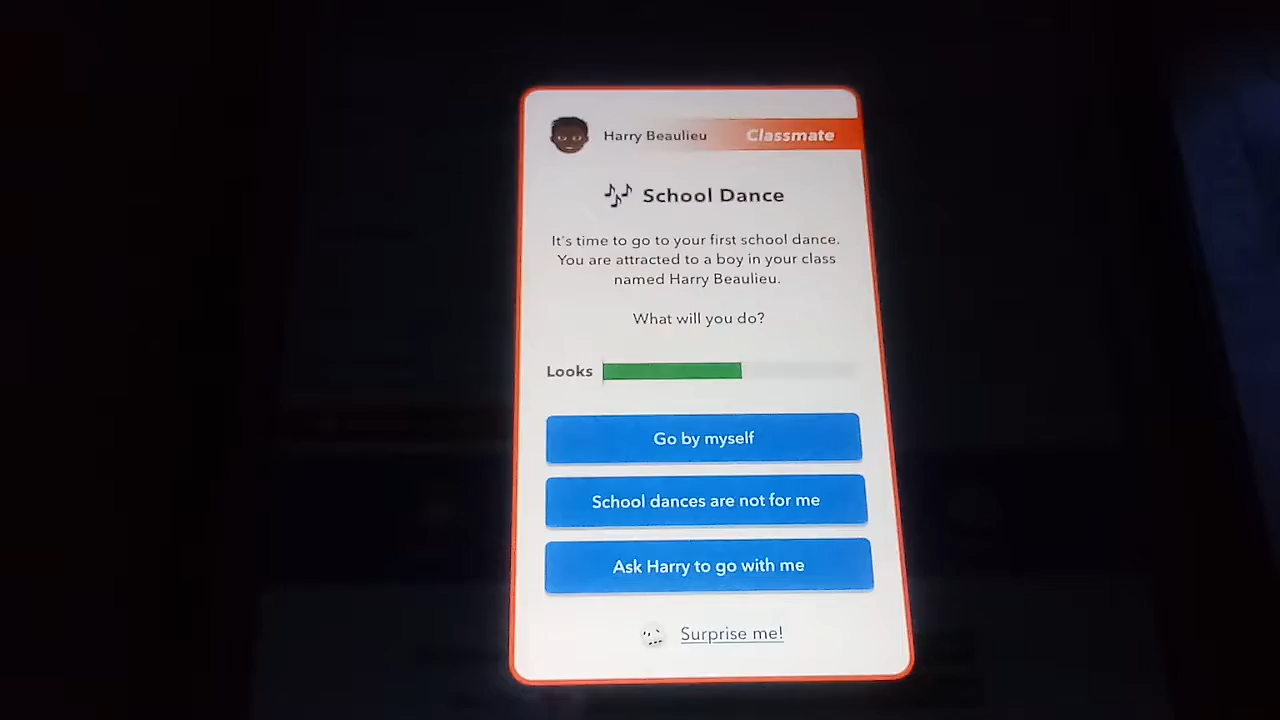 Harry Beaulieu Classmate
School Dance
It's time to go to your first school dance.
You are attracted to a boy in your class
named Harry Beaulieu.
What will you do?
Looks
Go by myself
School dances are not for me
Ask Harry to go with me
Surprise me!